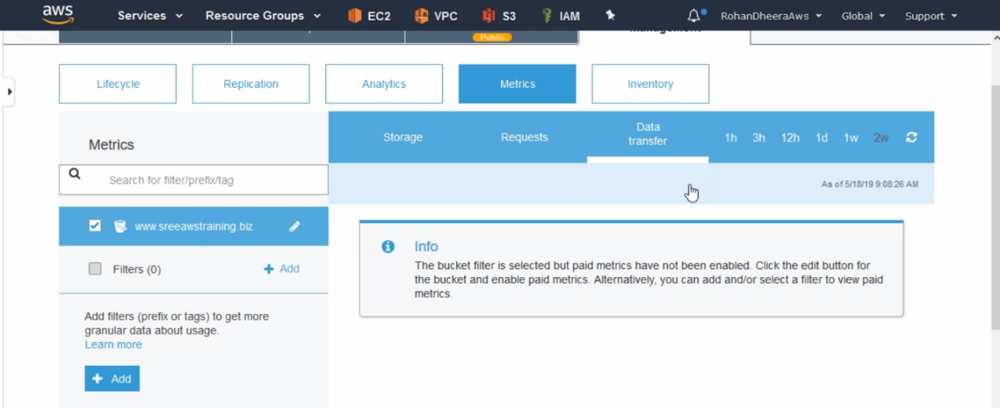 aws Services Resource Groups EC2 VPC S3 IAM RohanDheeraAws Global Support
Public
Management
Lifecycle Replication Analytics Metrics Inventory
Metrics
Search for filter/prefix/tag
www.sreeawstraining.biz
Filters (0) + Add
Add filters (prefix or tags) to get more
granular data about usage.
Learn more
+ Add
Storage Requests Data
transfer 1h 3h 12h 1d 1w 2w
As of 5/18/19 9:08:26 AM
Info
The bucket filter is selected but paid metrics have not been enabled. Click the edit button for
the bucket and enable paid metrics. Alternatively, you can add and/or select a filter to view paid
metrics.